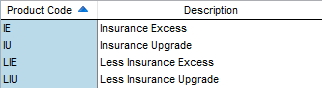 Product Code Description
IE Insurance Excess
IU Insurance Upgrade
LIE Less Insurance Excess
LIU Less Insurance Upgrade